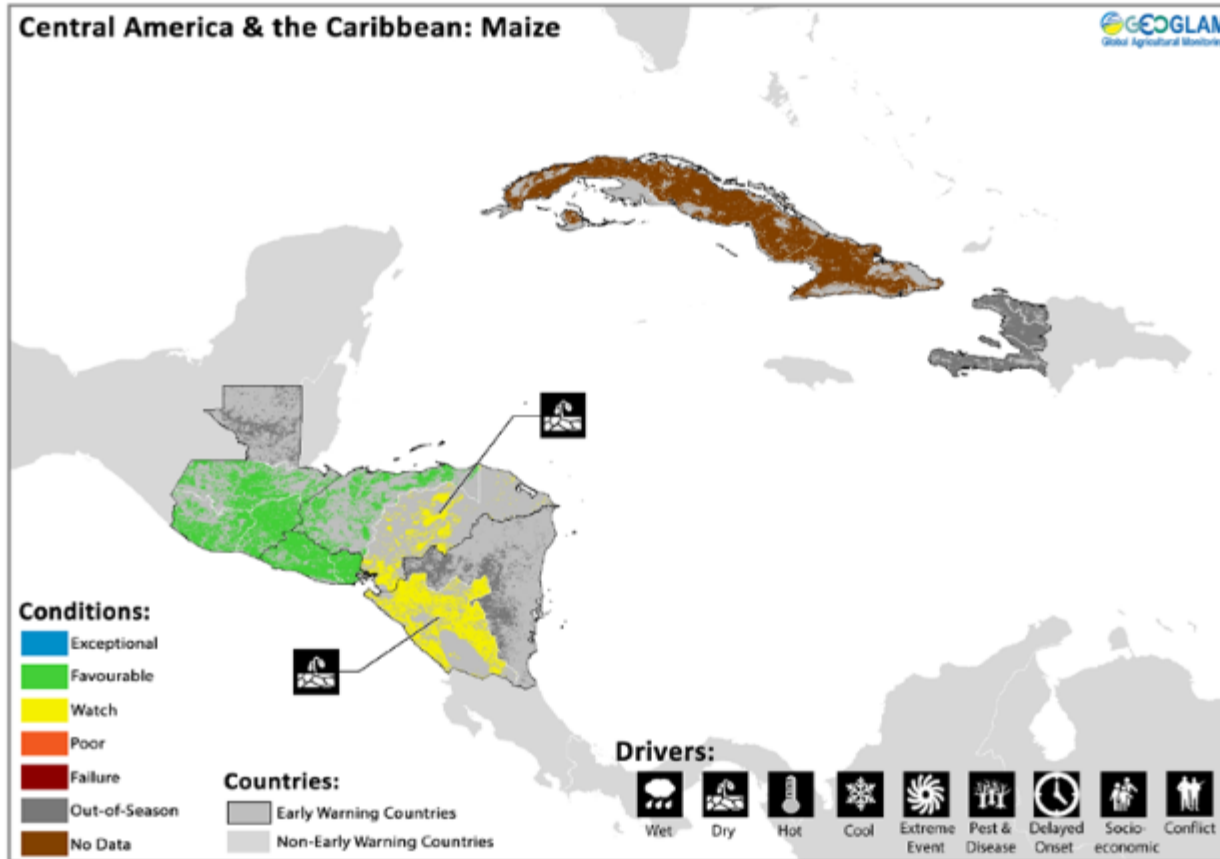 Central America & the Caribbean: Maize
GEOGLAM
Global Agricultural Monitoring
Conditions:
Exceptional
Favourable
Watch
Poor
Failure
Out-of-Season
No Data
Countries:
Early Warning Countries
Non-Early Warning Countries
Drivers:
Wet
Dry
Hot
Cool
Extreme
Event
Pest &
Disease
Delayed
Onset
Socio-
economic
Conflict